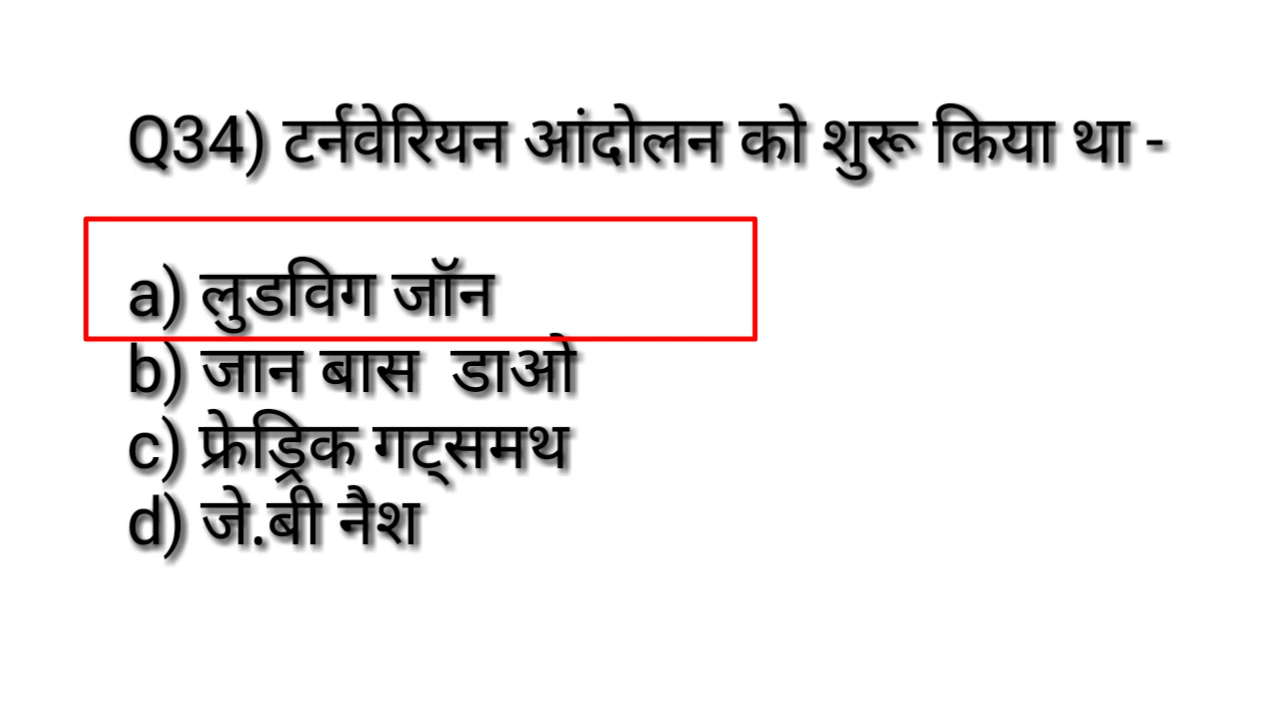 Q34) टर्नवेरियन आंदोलन को शुरू किया था -
a) लुडविग जॉन
b) जान बास डाओ
c) फ्रेड्रिक गट्समथ
d) जे.बी नैश